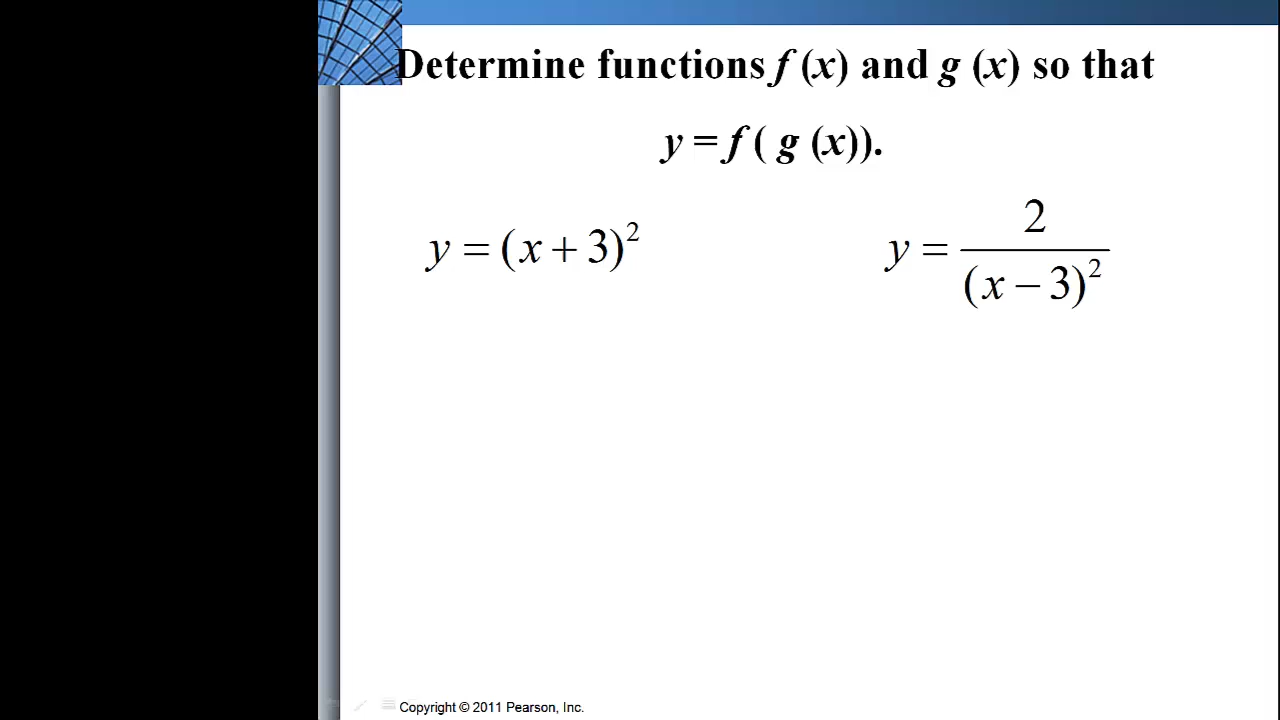 Determine functions f (x) and g (x) so that
y = f ( g (x)).
y = (x + 3)²
y = 2 / (x − 3)²
Copyright © 2011 Pearson, Inc.